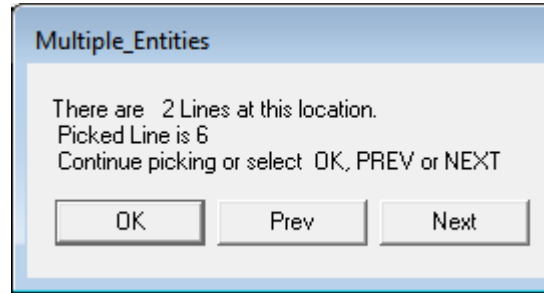 Multiple_Entities
There are 2 Lines at this location.
Picked Line is 6
Continue picking or select OK, PREV or NEXT
OK Prev Next